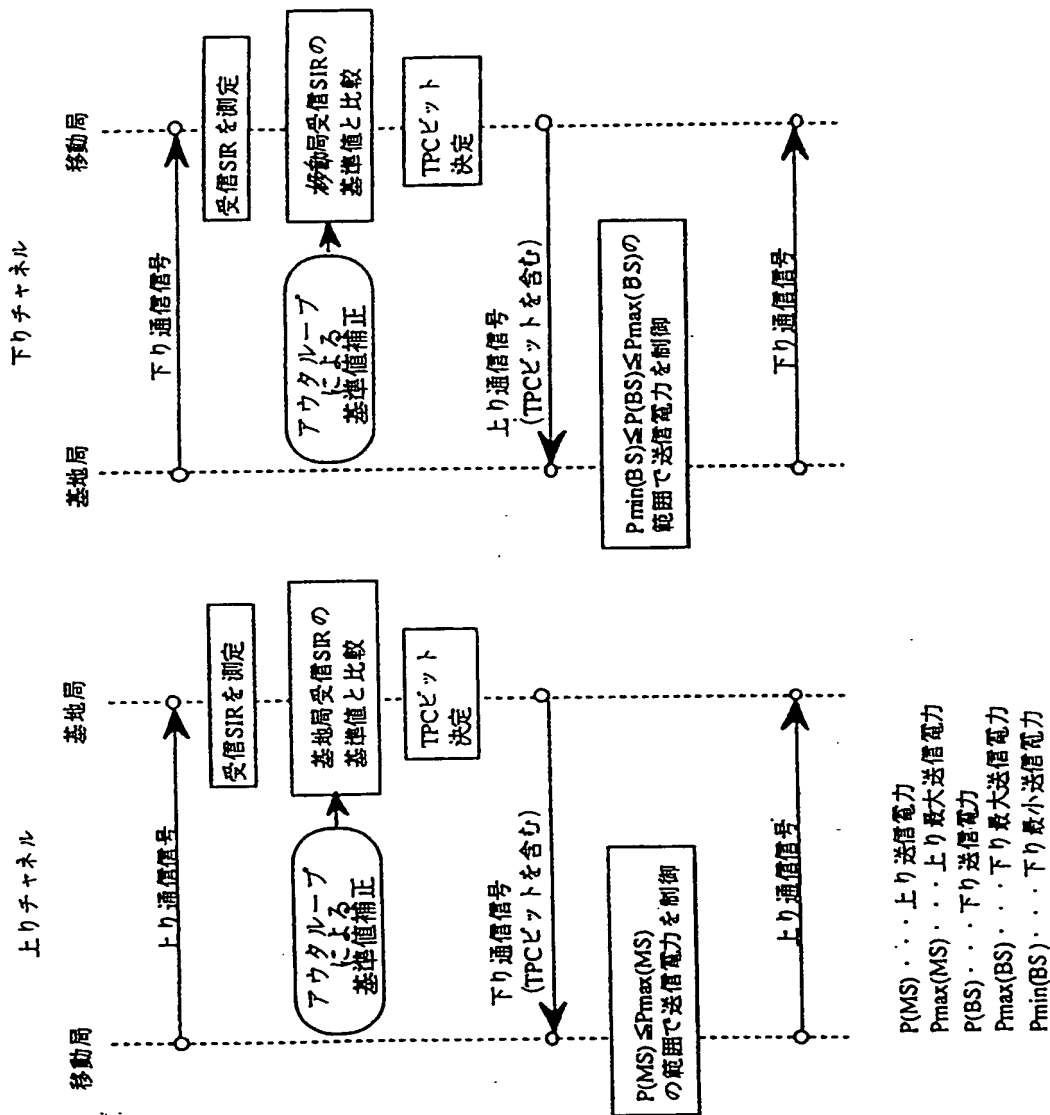 上りチャネル
移動局
基地局
上り通信信号
受信SIRを測定
アウタループ
による
基準値補正
基地局受信SIRの
基準値と比較
TPCビット
決定
下り通信信号
(TPCビットを含む)
P(MS)≦Pmax(MS)
の範囲で送信電力を制御
上り通信信号
下りチャネル
基地局
移動局
下り通信信号
受信SIRを測定
アウタループ
による
基準値補正
移動局受信SIRの
基準値と比較
TPCビット
決定
上り通信信号
(TPCビットを含む)
Pmin(BS)≦P(BS)≦Pmax(BS)の
範囲で送信電力を制御
下り通信信号
P(MS)・・・上り送信電力
Pmax(MS)・・・上り最大送信電力
P(BS)・・・下り送信電力
Pmax(BS)・・・下り最大送信電力
Pmin(BS)・・・下り最小送信電力